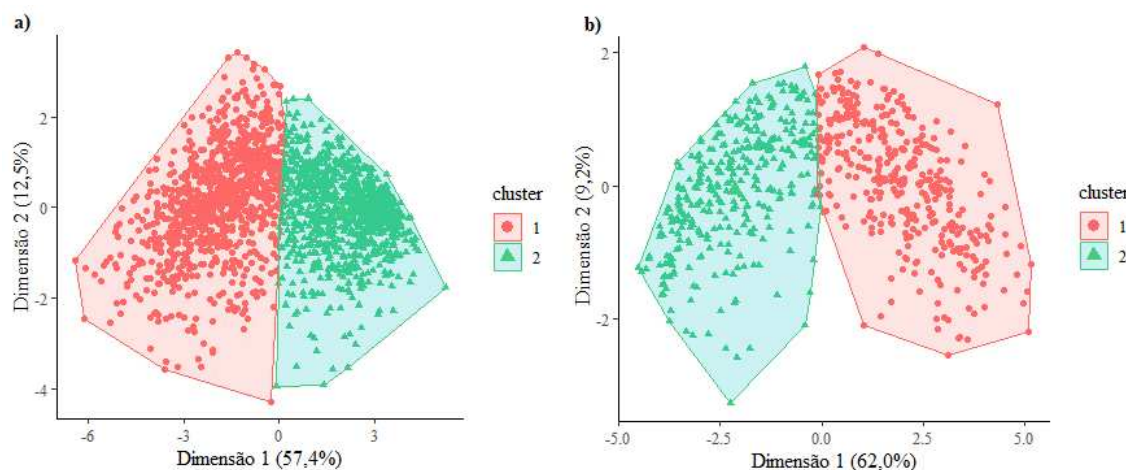 a)
2
0
-2
-4
Dimensão 2 (12,5%)
-6
-3
0
3
Dimensão 1 (57,4%)
cluster
1
2
b)
2
0
-2
Dimensão 2 (9,2%)
-5.0
-2.5
0.0
2.5
5.0
Dimensão 1 (62,0%)
cluster
1
2